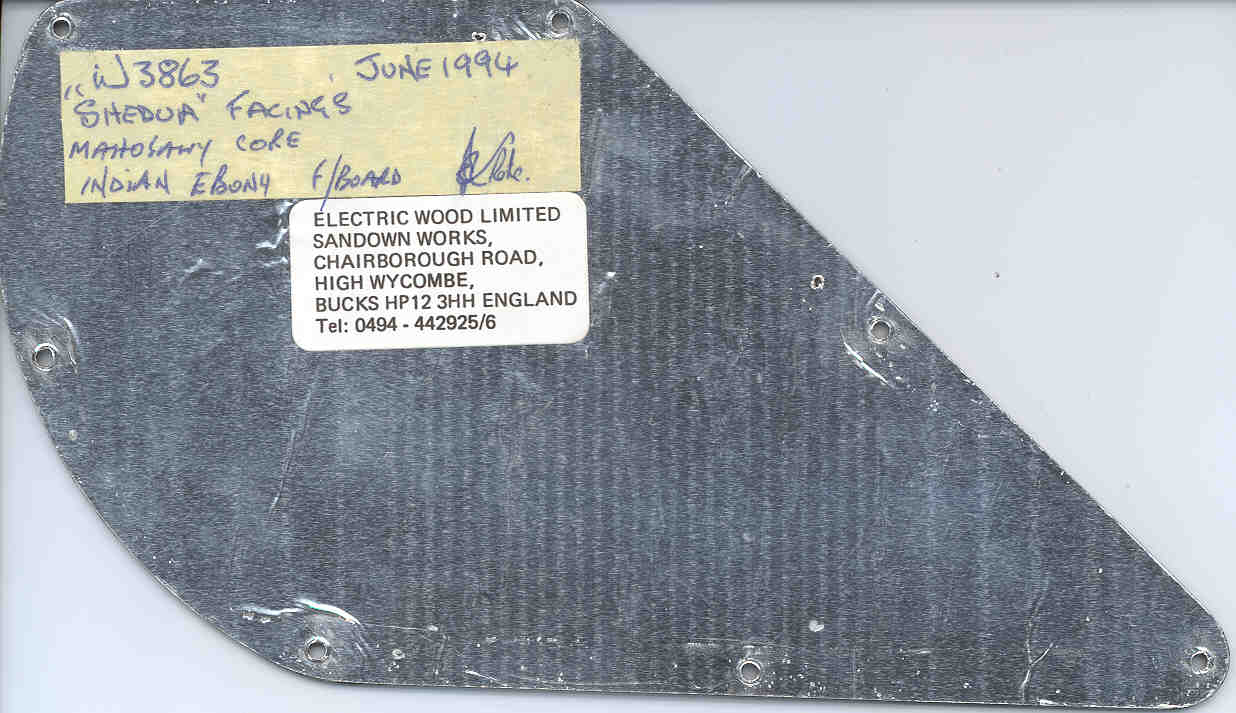 "W3863 JUNE 1994
"SHEDUA" FACINGS
MAHOGANY CORE
INDIAN EBONY F/BOARD
ELECTRIC WOOD LIMITED
SANDOWN WORKS,
CHAIRBOROUGH ROAD,
HIGH WYCOMBE,
BUCKS HP12 3HH ENGLAND
Tel: 0494 - 442925/6